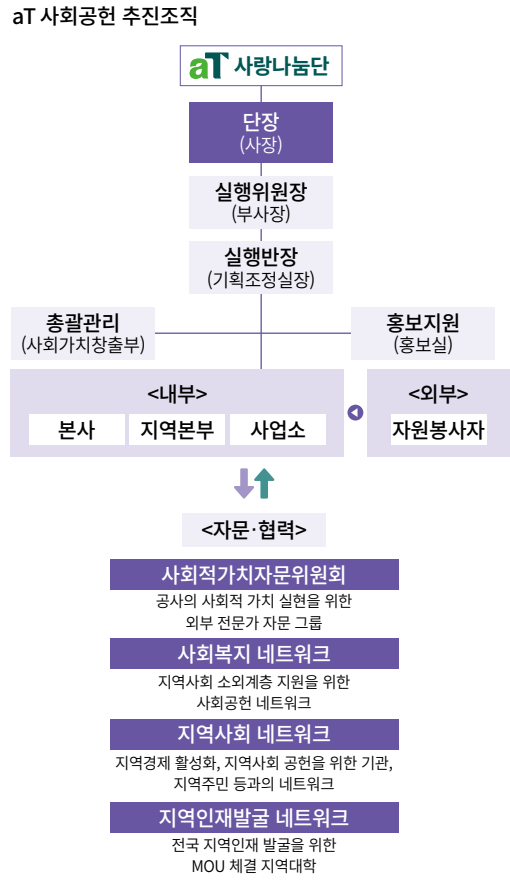 aT 사회공헌 추진조직
aT 사랑나눔단
단장
(사장)
실행위원장
(부사장)
실행반장
(기획조정실장)
총괄관리
(사회가치창출부)
홍보지원
(홍보실)
<내부>
본사 지역본부 사업소
<외부>
자원봉사자
<자문·협력>
사회적가치자문위원회
공사의 사회적 가치 실현을 위한
외부 전문가 자문 그룹
사회복지 네트워크
지역사회 소외계층 지원을 위한
사회공헌 네트워크
지역사회 네트워크
지역경제 활성화, 지역사회 공헌을 위한 기관,
지역주민 등과의 네트워크
지역인재발굴 네트워크
전국 지역인재 발굴을 위한
MOU 체결 지역대학